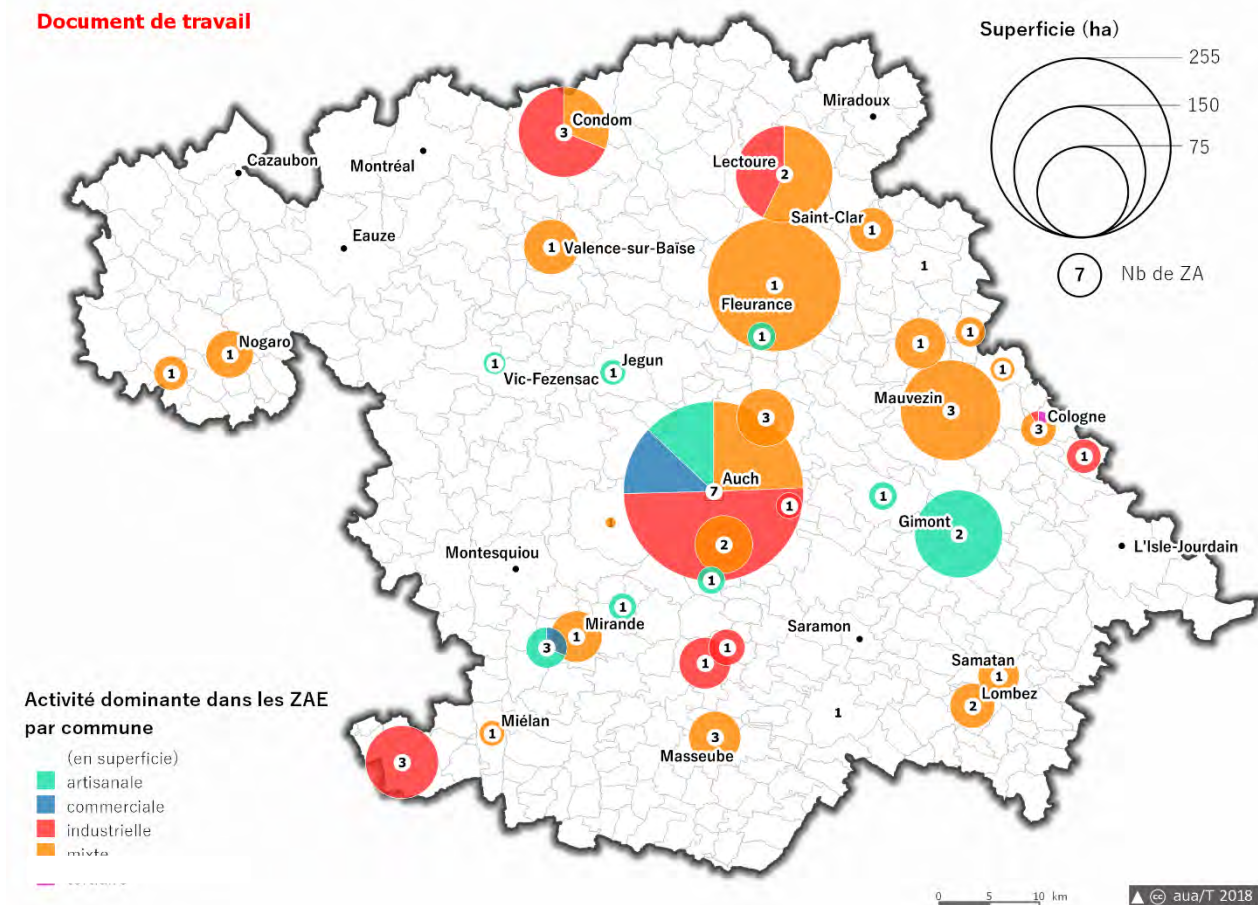 Document de travail
Superficie (ha)
255
150
75
7 Nb de ZA
Miradoux
Condom
3
Montréal
Cazaubon
Lectoure
2
Saint-Clar
1
Eauze
1
Valence-sur-Baïse
1
1
Fleurance
1
Nogaro
1
1
1
1
Vic-Fezensac
1
Jegun
1
1
Mauvezin
3
Cologne
3
1
3
Auch
7
1
1
Gimont
2
L'Isle-Jourdain
2
1
Montesquiou
1
Mirande
1
3
Saramon
1
1
Samatan
1
Lombez
2
1
Miélan
1
3
Masseube
3
Activité dominante dans les ZAE
par commune
(en superficie)
artisanale
commerciale
industrielle
mixte
0 5 10 km
cc aua/T 2018